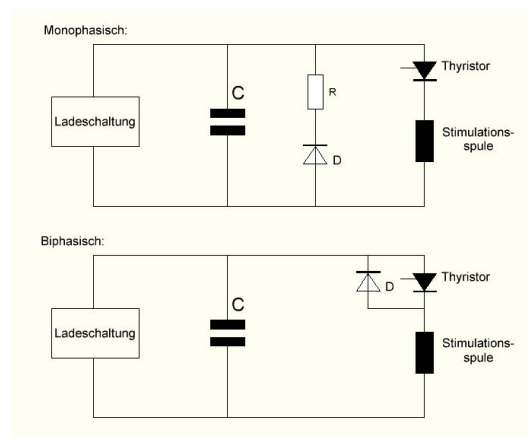 Monophasisch:
Thyristor
C
R
Ladeschaltung
Stimulations-
spule
D
Biphasisch:
Thyristor
D
C
Ladeschaltung
Stimulations-
spule